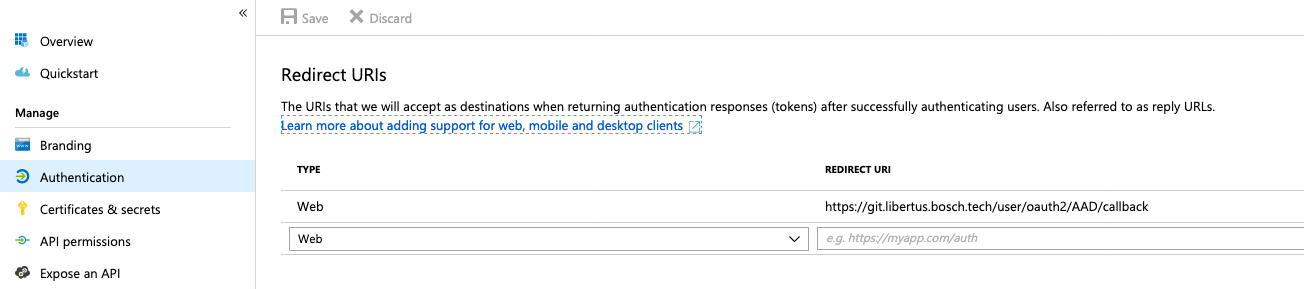 «
Save Discard
Overview
Quickstart
Manage
Branding
Authentication
Certificates & secrets
API permissions
Expose an API
Redirect URIs
The URIs that we will accept as destinations when returning authentication responses (tokens) after successfully authenticating users. Also referred to as reply URLs.
Learn more about adding support for web, mobile and desktop clients
TYPE REDIRECT URI
Web https://git.libertus.bosch.tech/user/oauth2/AAD/callback
Web e.g. https://myapp.com/auth